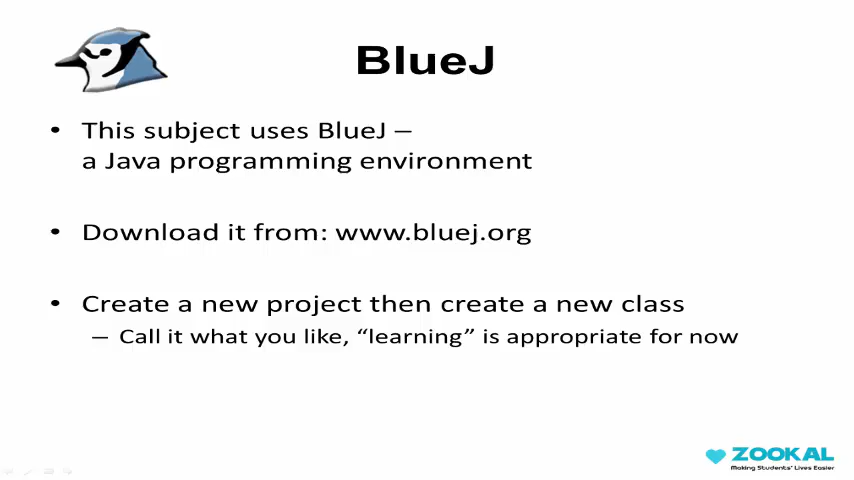 BlueJ
• This subject uses BlueJ –
a Java programming environment
• Download it from: www.bluej.org
• Create a new project then create a new class
– Call it what you like, “learning” is appropriate for now
ZOOKAL
Making Students' Lives Easier